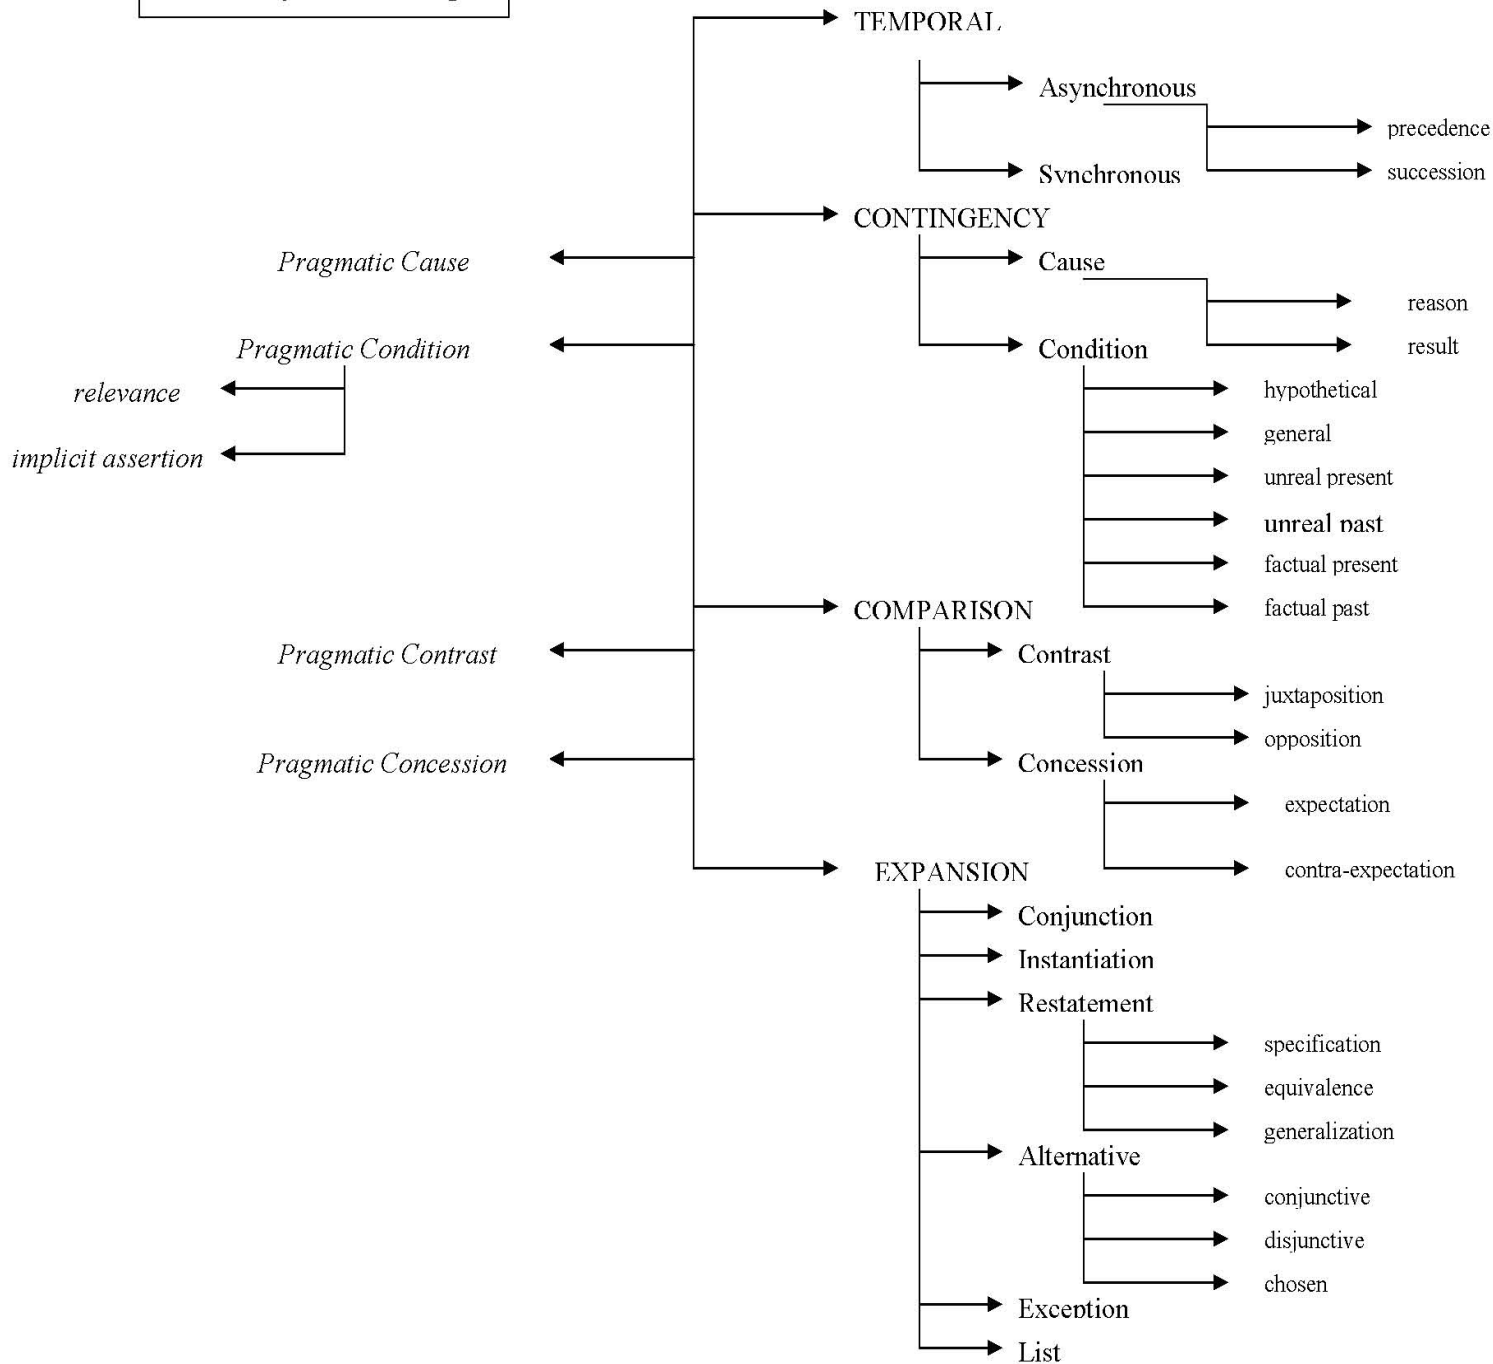 TEMPORAL
Asynchronous
precedence
Synchronous
succession
CONTINGENCY
Pragmatic Cause
Cause
reason
Pragmatic Condition
Condition
result
relevance
hypothetical
general
implicit assertion
unreal present
unreal past
factual present
COMPARISON
factual past
Pragmatic Contrast
Contrast
juxtaposition
opposition
Pragmatic Concession
Concession
expectation
EXPANSION
contra-expectation
Conjunction
Instantiation
Restatement
specification
equivalence
generalization
Alternative
conjunctive
disjunctive
chosen
Exception
List